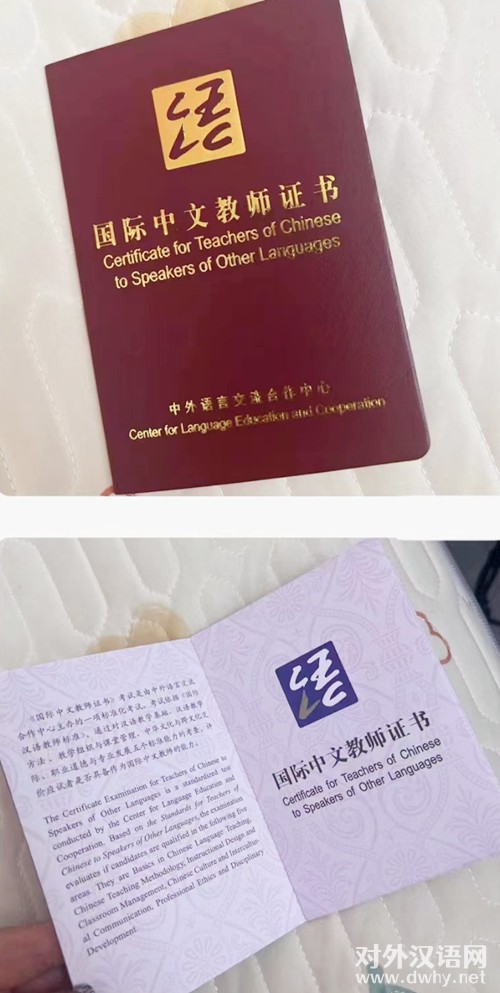 国际中文教师证书
Certificate for Teachers of Chinese
to Speakers of Other Languages
中外语言交流合作中心
Center for Language Education and Cooperation
《国际中文教师证书》考试是由中外语言交流
合作中心主办的一项标准化考试。考试依据《国际
汉语教师标准》，通过对汉语教学基础、汉语教学
方法、教学组织与课堂管理、中华文化与跨文化交
际、职业道德与专业发展五个标准能力的考查，评
价应试者是否具备作为国际中文教师的能力。
The Certificate Examination for Teachers of Chinese to
Speakers of Other Languages is a standardized test
conducted by the Center for Language Education and
Cooperation. Based on the Standards for Teachers of
Chinese to Speakers of Other Languages, the examination
evaluates if candidates are qualified in the following five
areas. They are Basics in Chinese Language Teaching,
Chinese Teaching Methodology, Instructional Design and
Classroom Management, Chinese Culture and Intercultur-
al Communication, Professional Ethics and Disciplinary
Development.
国际中文教师证书
Certificate for Teachers of Chinese
to Speakers of Other Languages
对外汉语网
www.dwhy.net